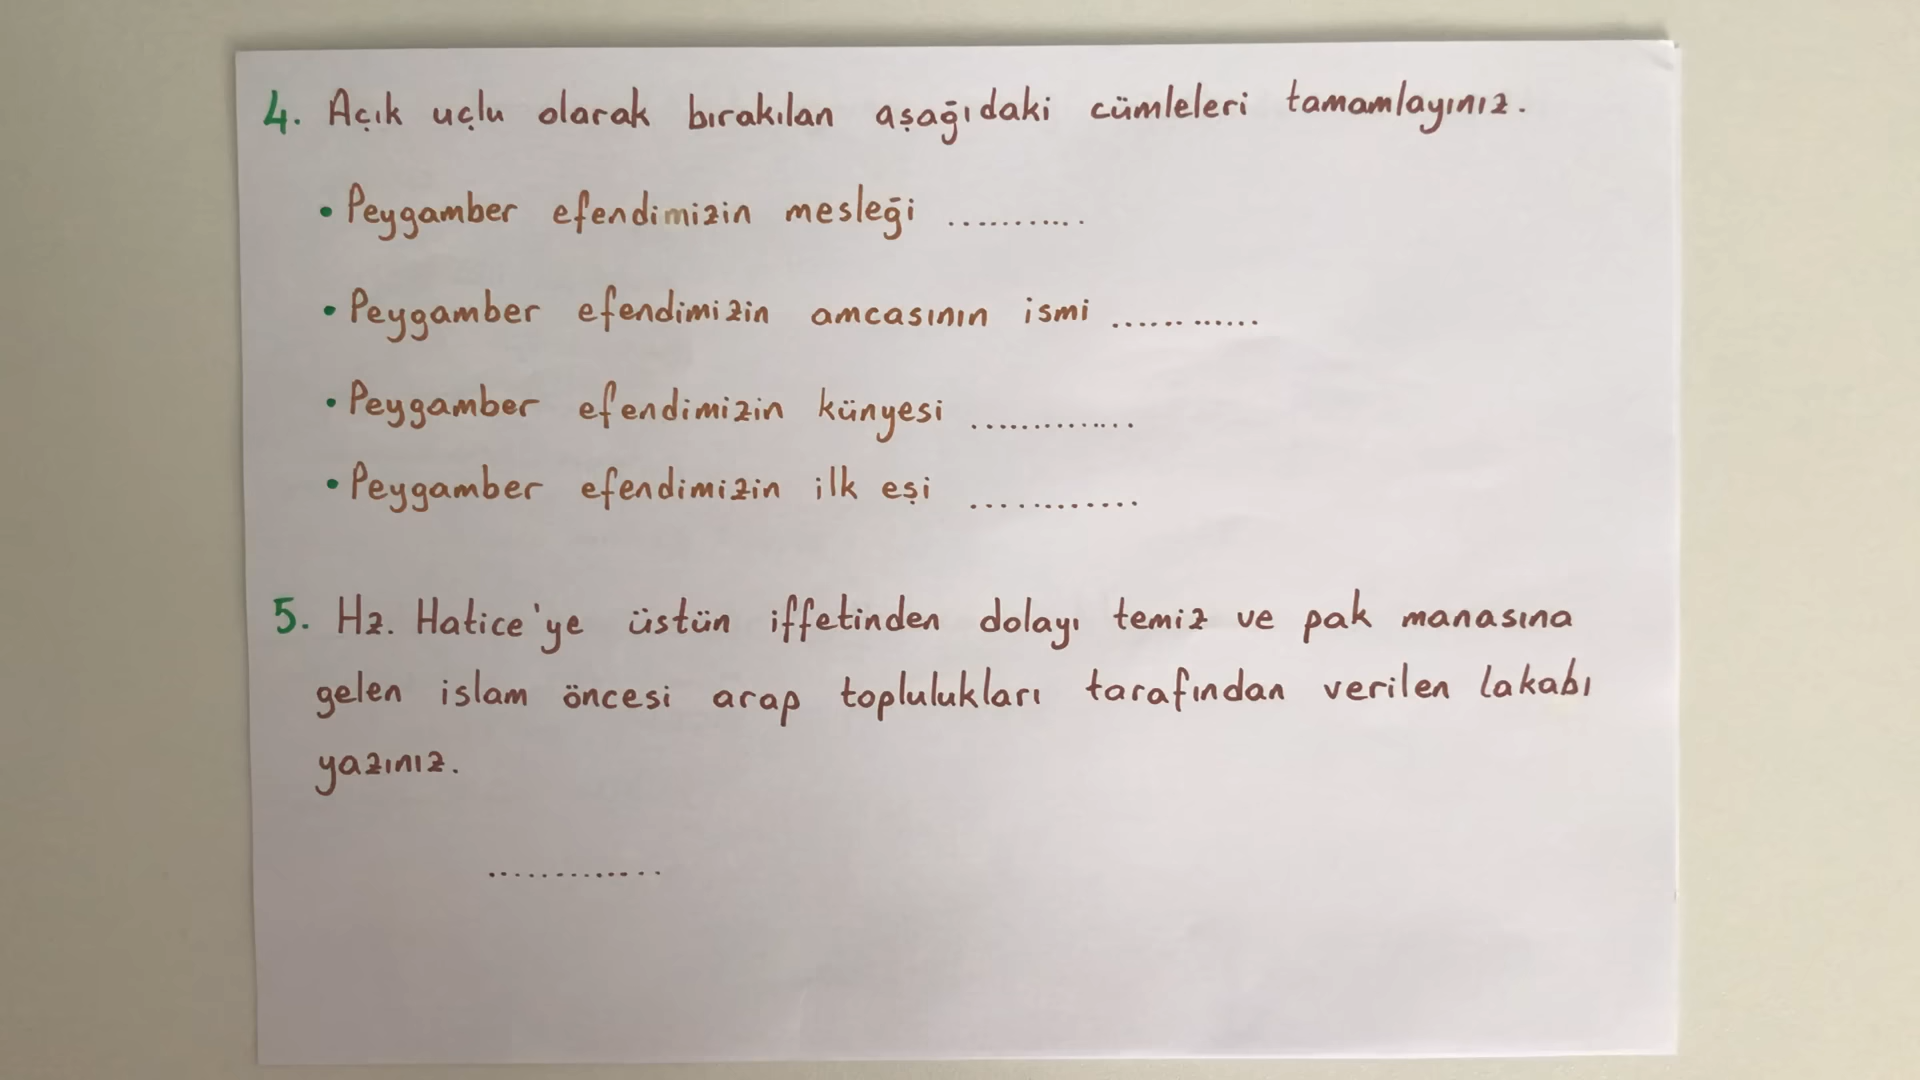 4. Açık uçlu olarak bırakılan aşağıdaki cümleleri tamamlayınız.
• Peygamber efendimizin mesleği ...........
• Peygamber efendimizin amcasının ismi ............
• Peygamber efendimizin künyesi .............
• Peygamber efendimizin ilk eşi ............
5. Hz. Hatice'ye üstün iffetinden dolayı temiz ve pak manasına
gelen islam öncesi arap toplulukları tarafından verilen lakabı
yazınız.
.............